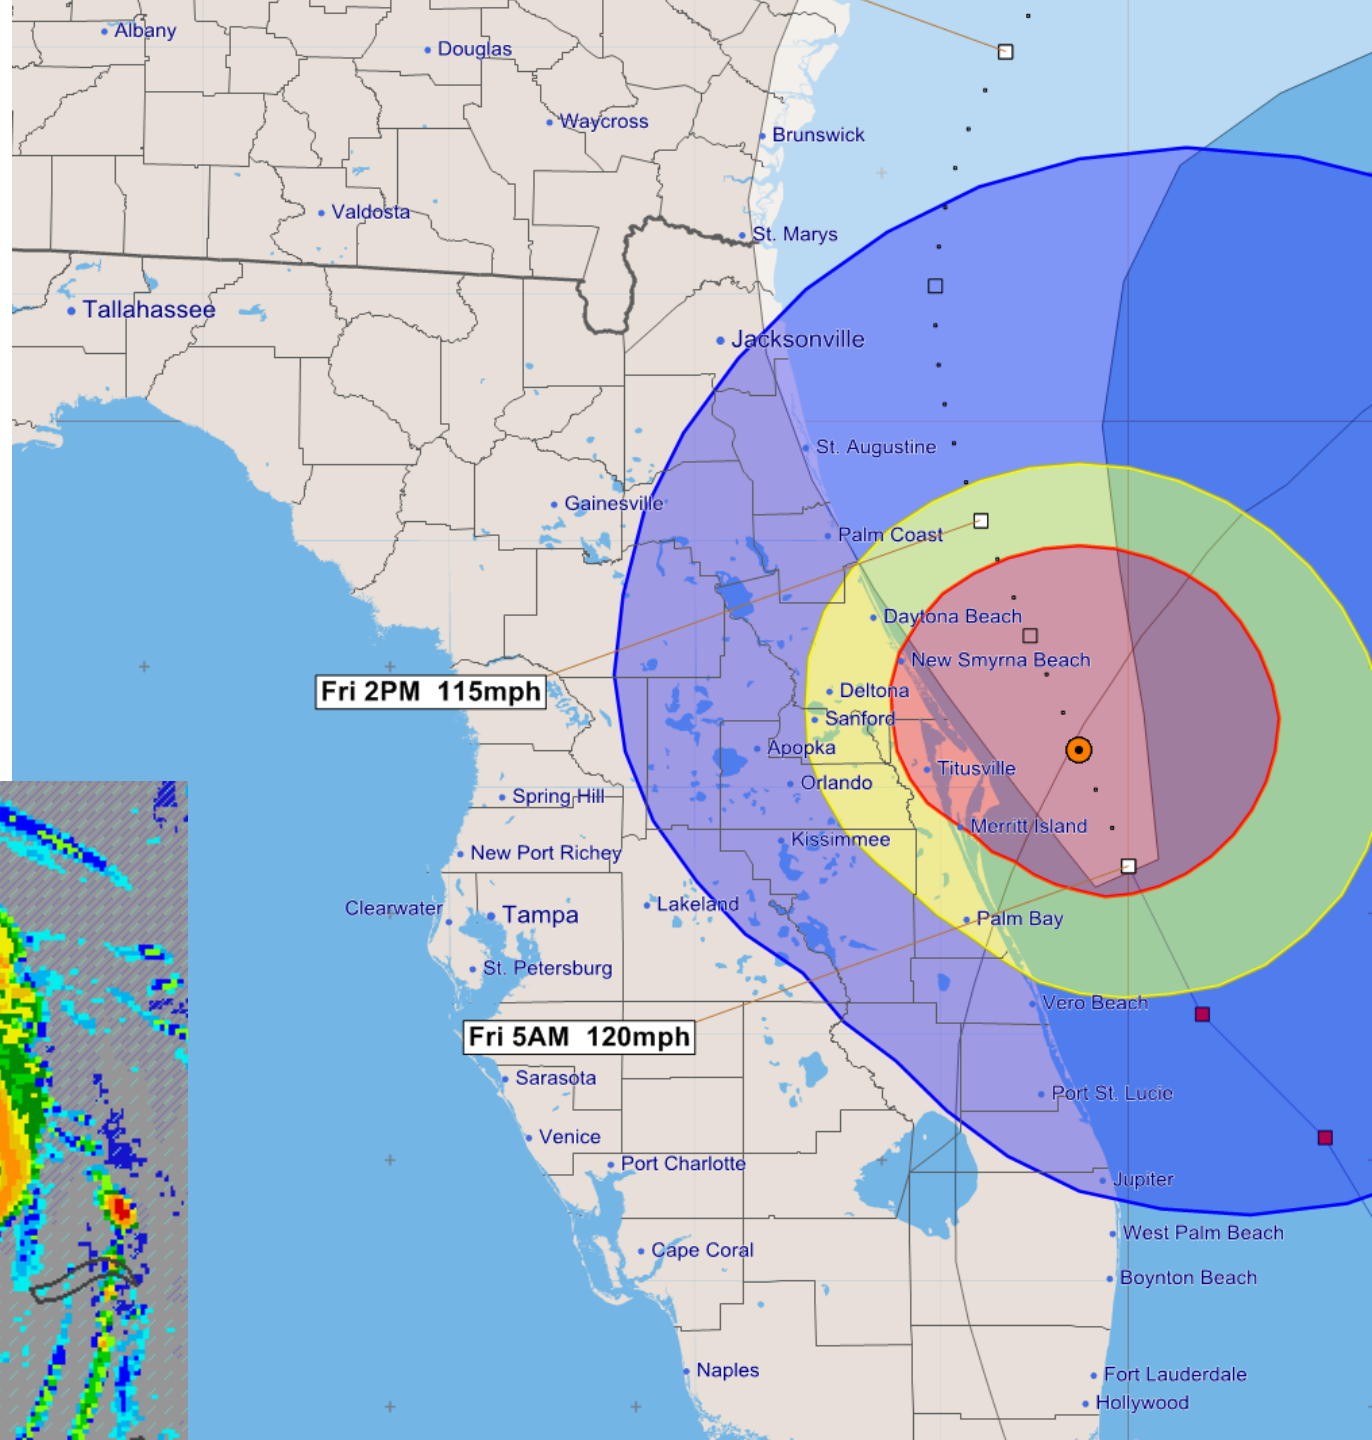 Albany
Douglas
Waycross
Brunswick
Valdosta
St. Marys
Tallahassee
Jacksonville
St. Augustine
Gainesville
Palm Coast
Daytona Beach
New Smyrna Beach
Fri 2PM 115mph
Deltona
Sanford
Apopka
Titusville
Orlando
Spring Hill
Merritt Island
Kissimmee
New Port Richey
Lakeland
Clearwater
Tampa
Palm Bay
St. Petersburg
Vero Beach
Fri 5AM 120mph
Sarasota
Port St. Lucie
Venice
Port Charlotte
Jupiter
West Palm Beach
Cape Coral
Boynton Beach
Naples
Fort Lauderdale
Hollywood